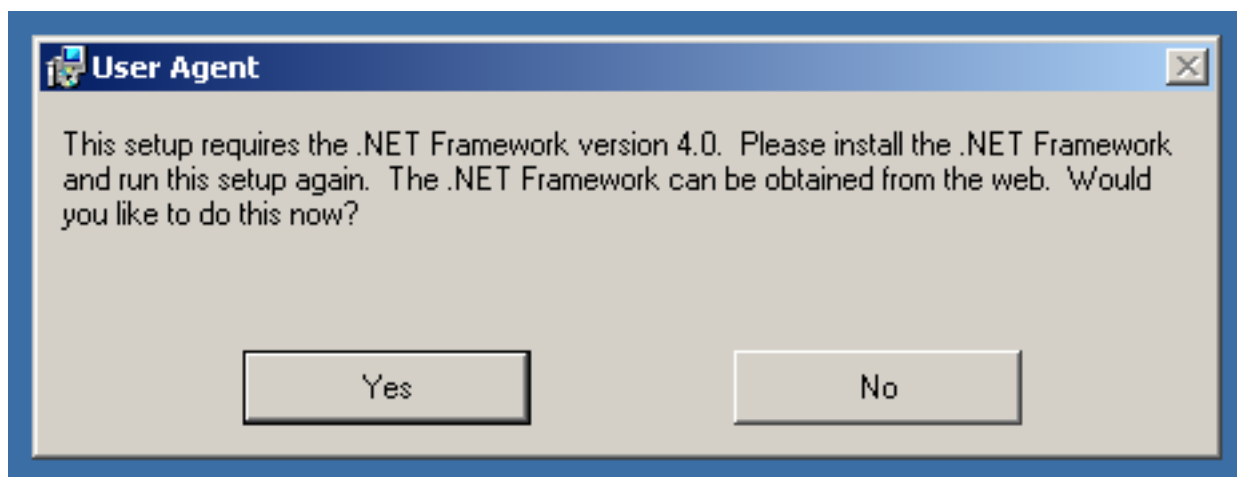 User Agent
This setup requires the .NET Framework version 4.0.  Please install the .NET Framework
and run this setup again.  The .NET Framework can be obtained from the web.  Would
you like to do this now?
Yes No